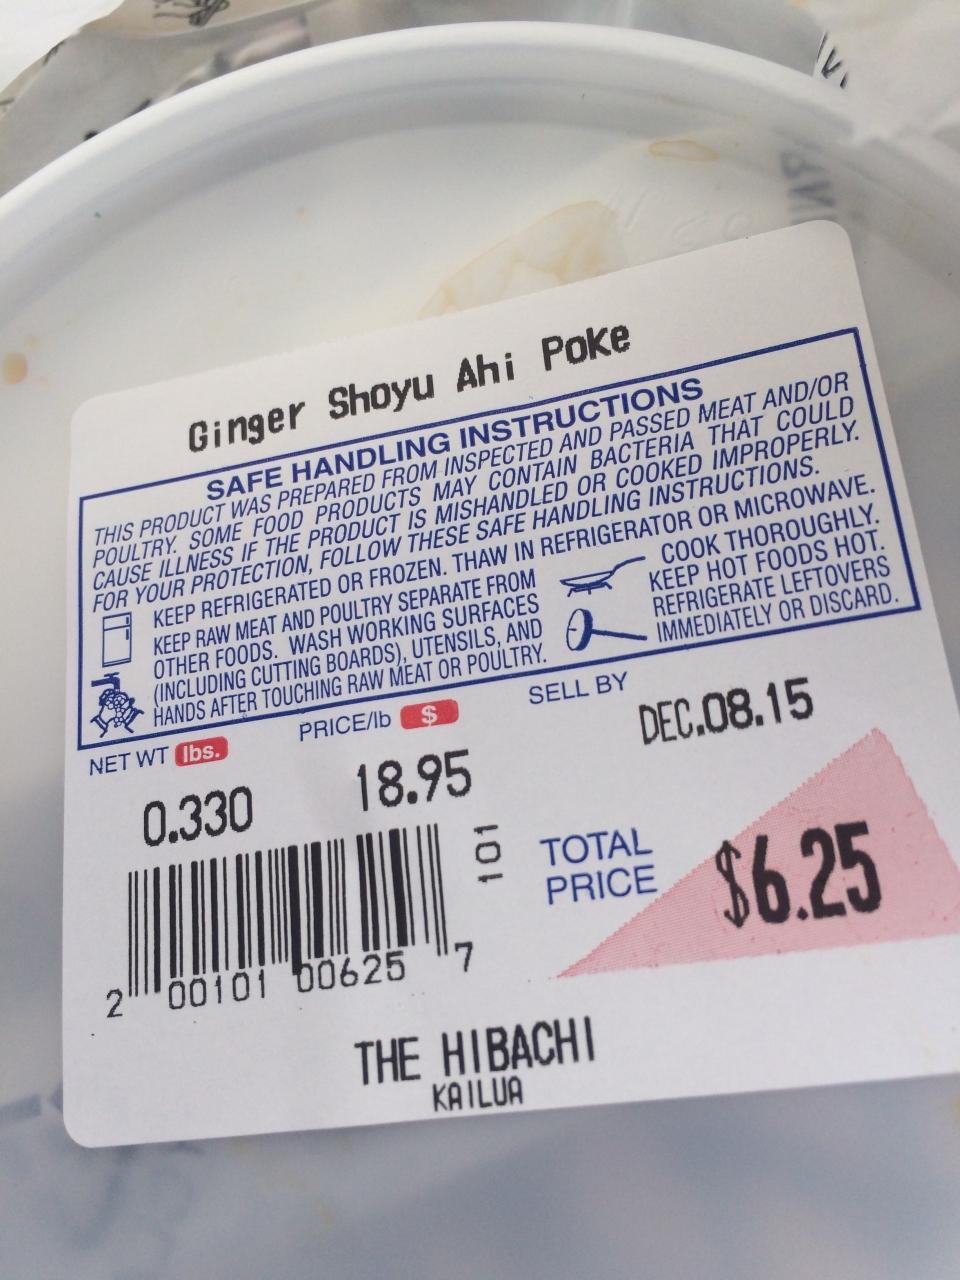 Ginger Shoyu Ahi Poke
SAFE HANDLING INSTRUCTIONS
THIS PRODUCT WAS PREPARED FROM INSPECTED AND PASSED MEAT AND/OR
POULTRY. SOME FOOD PRODUCTS MAY CONTAIN BACTERIA THAT COULD
CAUSE ILLNESS IF THE PRODUCT IS MISHANDLED OR COOKED IMPROPERLY.
FOR YOUR PROTECTION, FOLLOW THESE SAFE HANDLING INSTRUCTIONS.
KEEP REFRIGERATED OR FROZEN. THAW IN REFRIGERATOR OR MICROWAVE.
KEEP RAW MEAT AND POULTRY SEPARATE FROM
OTHER FOODS. WASH WORKING SURFACES
(INCLUDING CUTTING BOARDS), UTENSILS, AND
HANDS AFTER TOUCHING RAW MEAT OR POULTRY.
COOK THOROUGHLY.
KEEP HOT FOODS HOT.
REFRIGERATE LEFTOVERS
IMMEDIATELY OR DISCARD.
NET WT lbs. PRICE/lb $ SELL BY
0.330 18.95 DEC.08.15
101
TOTAL
PRICE
$6.25
2 00101 00625 7
THE HIBACHI
KAILUA